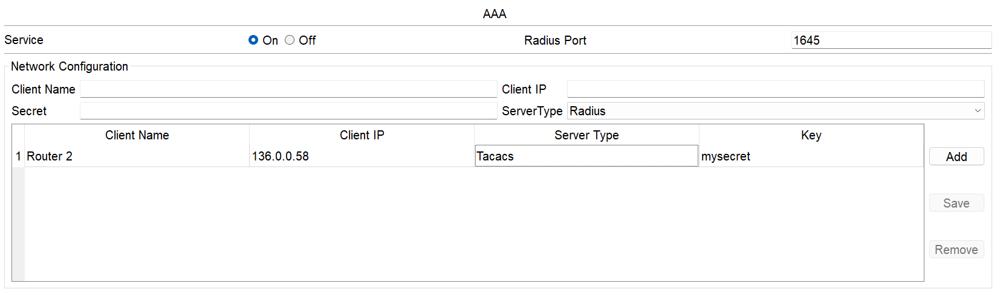 AAA
Service On Off Radius Port 1645
Network Configuration
Client Name Client IP
Secret ServerType Radius
Client Name Client IP Server Type Key
1 Router 2 136.0.0.58 Tacacs mysecret Add
Save
Remove